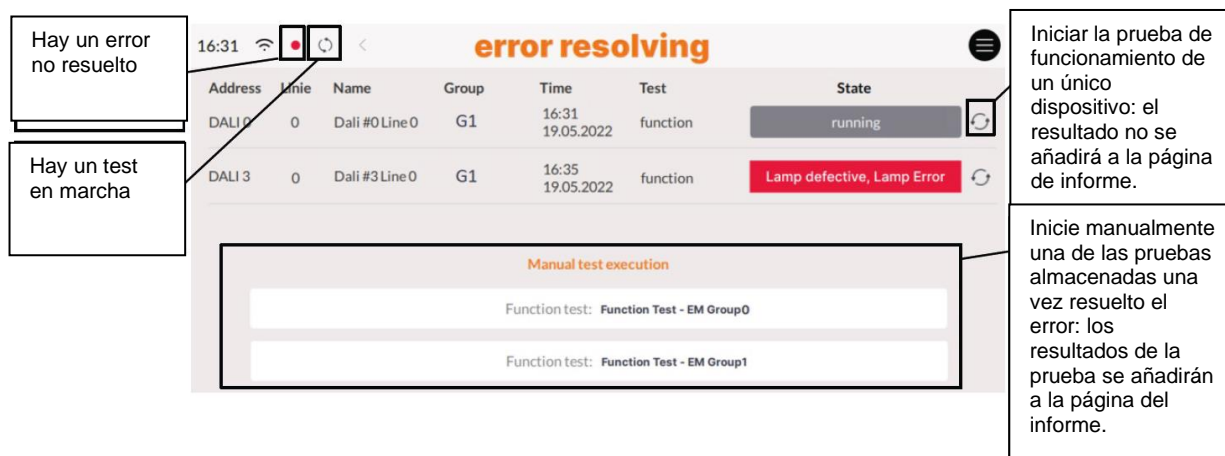 Hay un error
no resuelto
Hay un test
en marcha
16:31
error resolving
Address Linie Name Group Time Test State
DALI 0 0 Dali #0 Line 0 G1 16:31 19.05.2022 function running
DALI 3 0 Dali #3 Line 0 G1 16:35 19.05.2022 function Lamp defective, Lamp Error
Manual test execution
Function test: Function Test - EM Group0
Function test: Function Test - EM Group1
Iniciar la prueba de
funcionamiento de
un único
dispositivo: el
resultado no se
añadirá a la página
de informe.
Inicie manualmente
una de las pruebas
almacenadas una
vez resuelto el
error: los
resultados de la
prueba se añadirán
a la página del
informe.